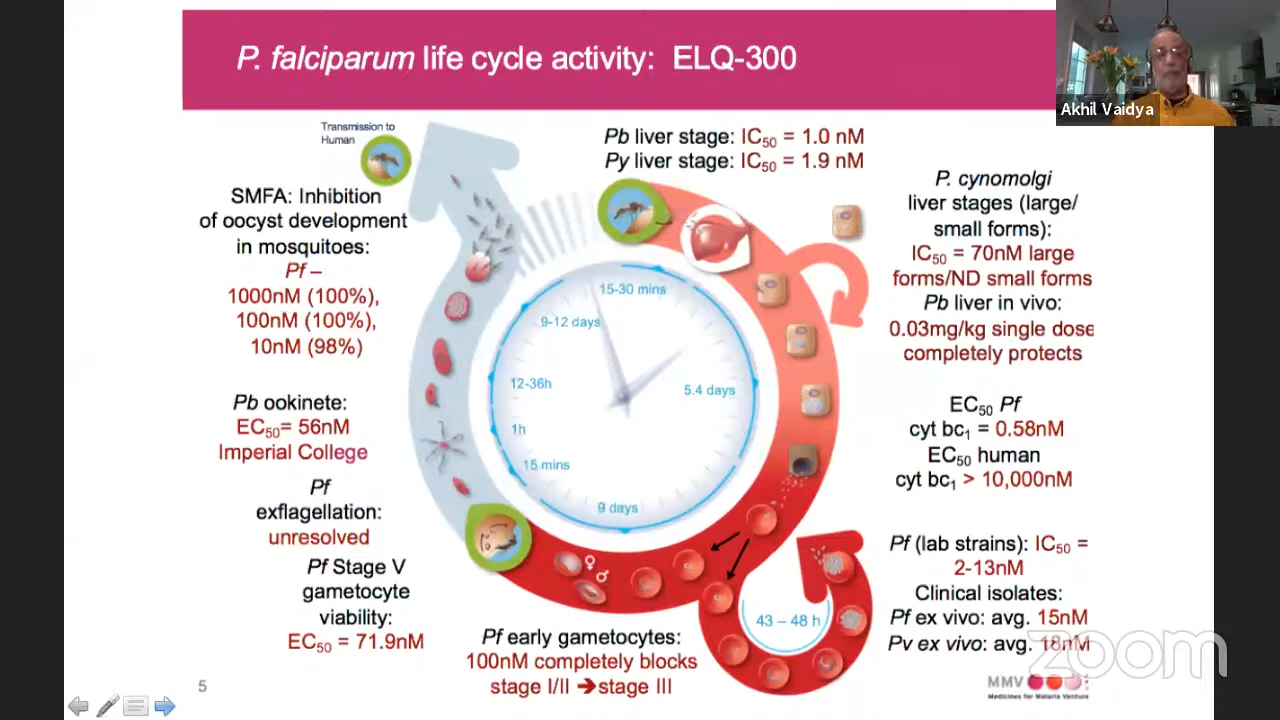 P. falciparum life cycle activity: ELQ-300
Akhil Vaidya
Transmission to
Human
SMFA: Inhibition
of oocyst development
in mosquitoes:
Pf –
1000nM (100%),
100nM (100%),
10nM (98%)
Pb ookinete:
EC50= 56nM
Imperial College
Pf
exflagellation:
unresolved
Pf Stage V
gametocyte
viability:
EC50 = 71.9nM
Pb liver stage: IC50 = 1.0 nM
Py liver stage: IC50 = 1.9 nM
15-30 mins
9-12 days
12-36h
5.4 days
1h
15 mins
9 days
♀
♂
43 – 48 h
Pf early gametocytes:
100nM completely blocks
stage I/II ➔stage III
P. cynomolgi
liver stages (large/
small forms):
IC50 = 70nM large
forms/ND small forms
Pb liver in vivo:
0.03mg/kg single dose
completely protects
EC50 Pf
cyt bc1 = 0.58nM
EC50 human
cyt bc1 > 10,000nM
Pf (lab strains): IC50 =
2-13nM
Clinical isolates:
Pf ex vivo: avg. 15nM
Pv ex vivo: avg. 18nM
zoom
MMV
Medicines for Malaria Venture
5